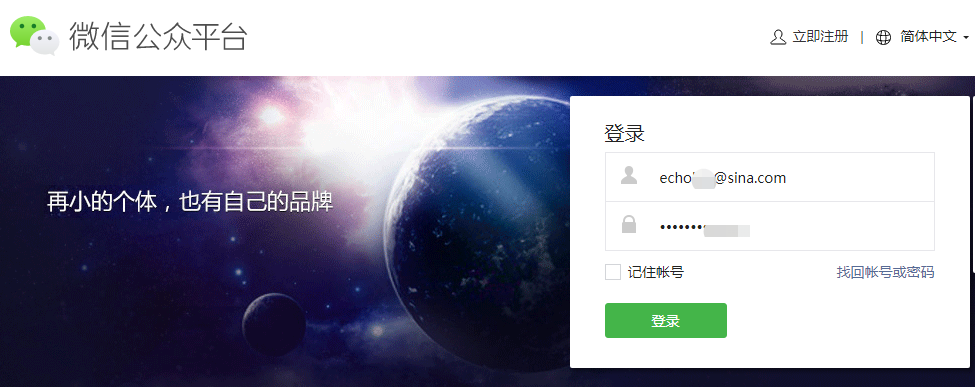 微信公众平台
立即注册 | 简体中文
再小的个体，也有自己的品牌
登录
echo @sina.com
记住帐号 找回帐号或密码
登录